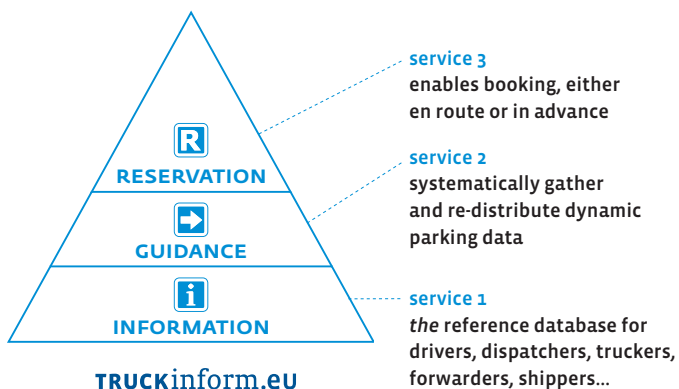 service 3
enables booking, either
en route or in advance
R
RESERVATION
service 2
systematically gather
and re-distribute dynamic
parking data
GUIDANCE
i
INFORMATION
service 1
the reference database for
drivers, dispatchers, truckers,
forwarders, shippers...
TRUCKinform.EU